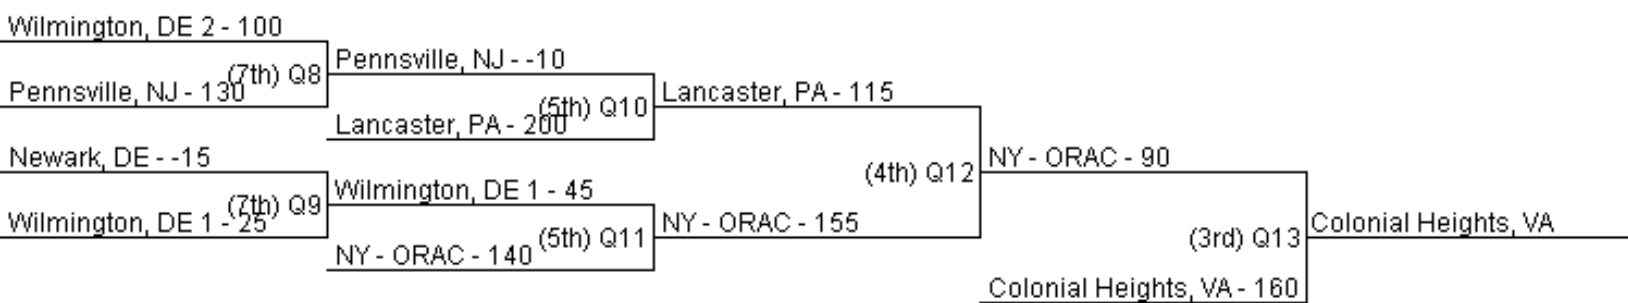 Wilmington, DE 2 - 100
(7th) Q8
Pennsville, NJ - 130
Pennsville, NJ - -10
(5th) Q10
Lancaster, PA - 200
Lancaster, PA - 115
Newark, DE - -15
(7th) Q9
Wilmington, DE 1 - 25
Wilmington, DE 1 - 45
(5th) Q11
NY - ORAC - 140
NY - ORAC - 155
(4th) Q12
NY - ORAC - 90
(3rd) Q13
Colonial Heights, VA - 160
Colonial Heights, VA